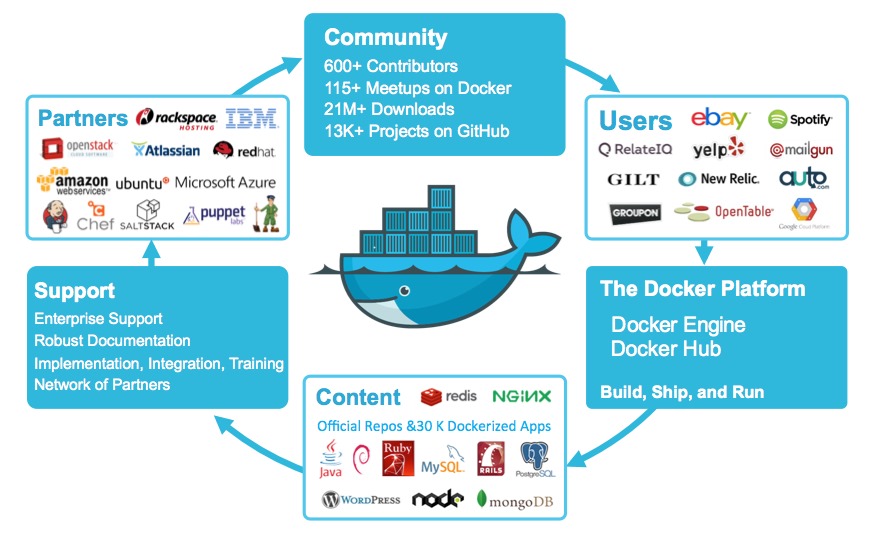 Community
600+ Contributors
115+ Meetups on Docker
21M+ Downloads
13K+ Projects on GitHub
Partners
rackspace.
HOSTING
IBM
openstack
CLOUD SOFTWARE
Atlassian
redhat.
amazon
webservices™
ubuntu
Microsoft Azure
Chef
SALTSTACK
puppet
labs
Users
ebay
Spotify
RelateIQ
yelp
@mailgun
GILT
New Relic.
auto
.com
GROUPON
OpenTable
Google Cloud Platform
Support
Enterprise Support
Robust Documentation
Implementation, Integration, Training
Network of Partners
The Docker Platform
Docker Engine
Docker Hub
Build, Ship, and Run
Content
redis
NGINX
Official Repos &30 K Dockerized Apps
Java
Ruby
MySQL
RAILS
PostgreSQL
WORDPRESS
node
mongoDB